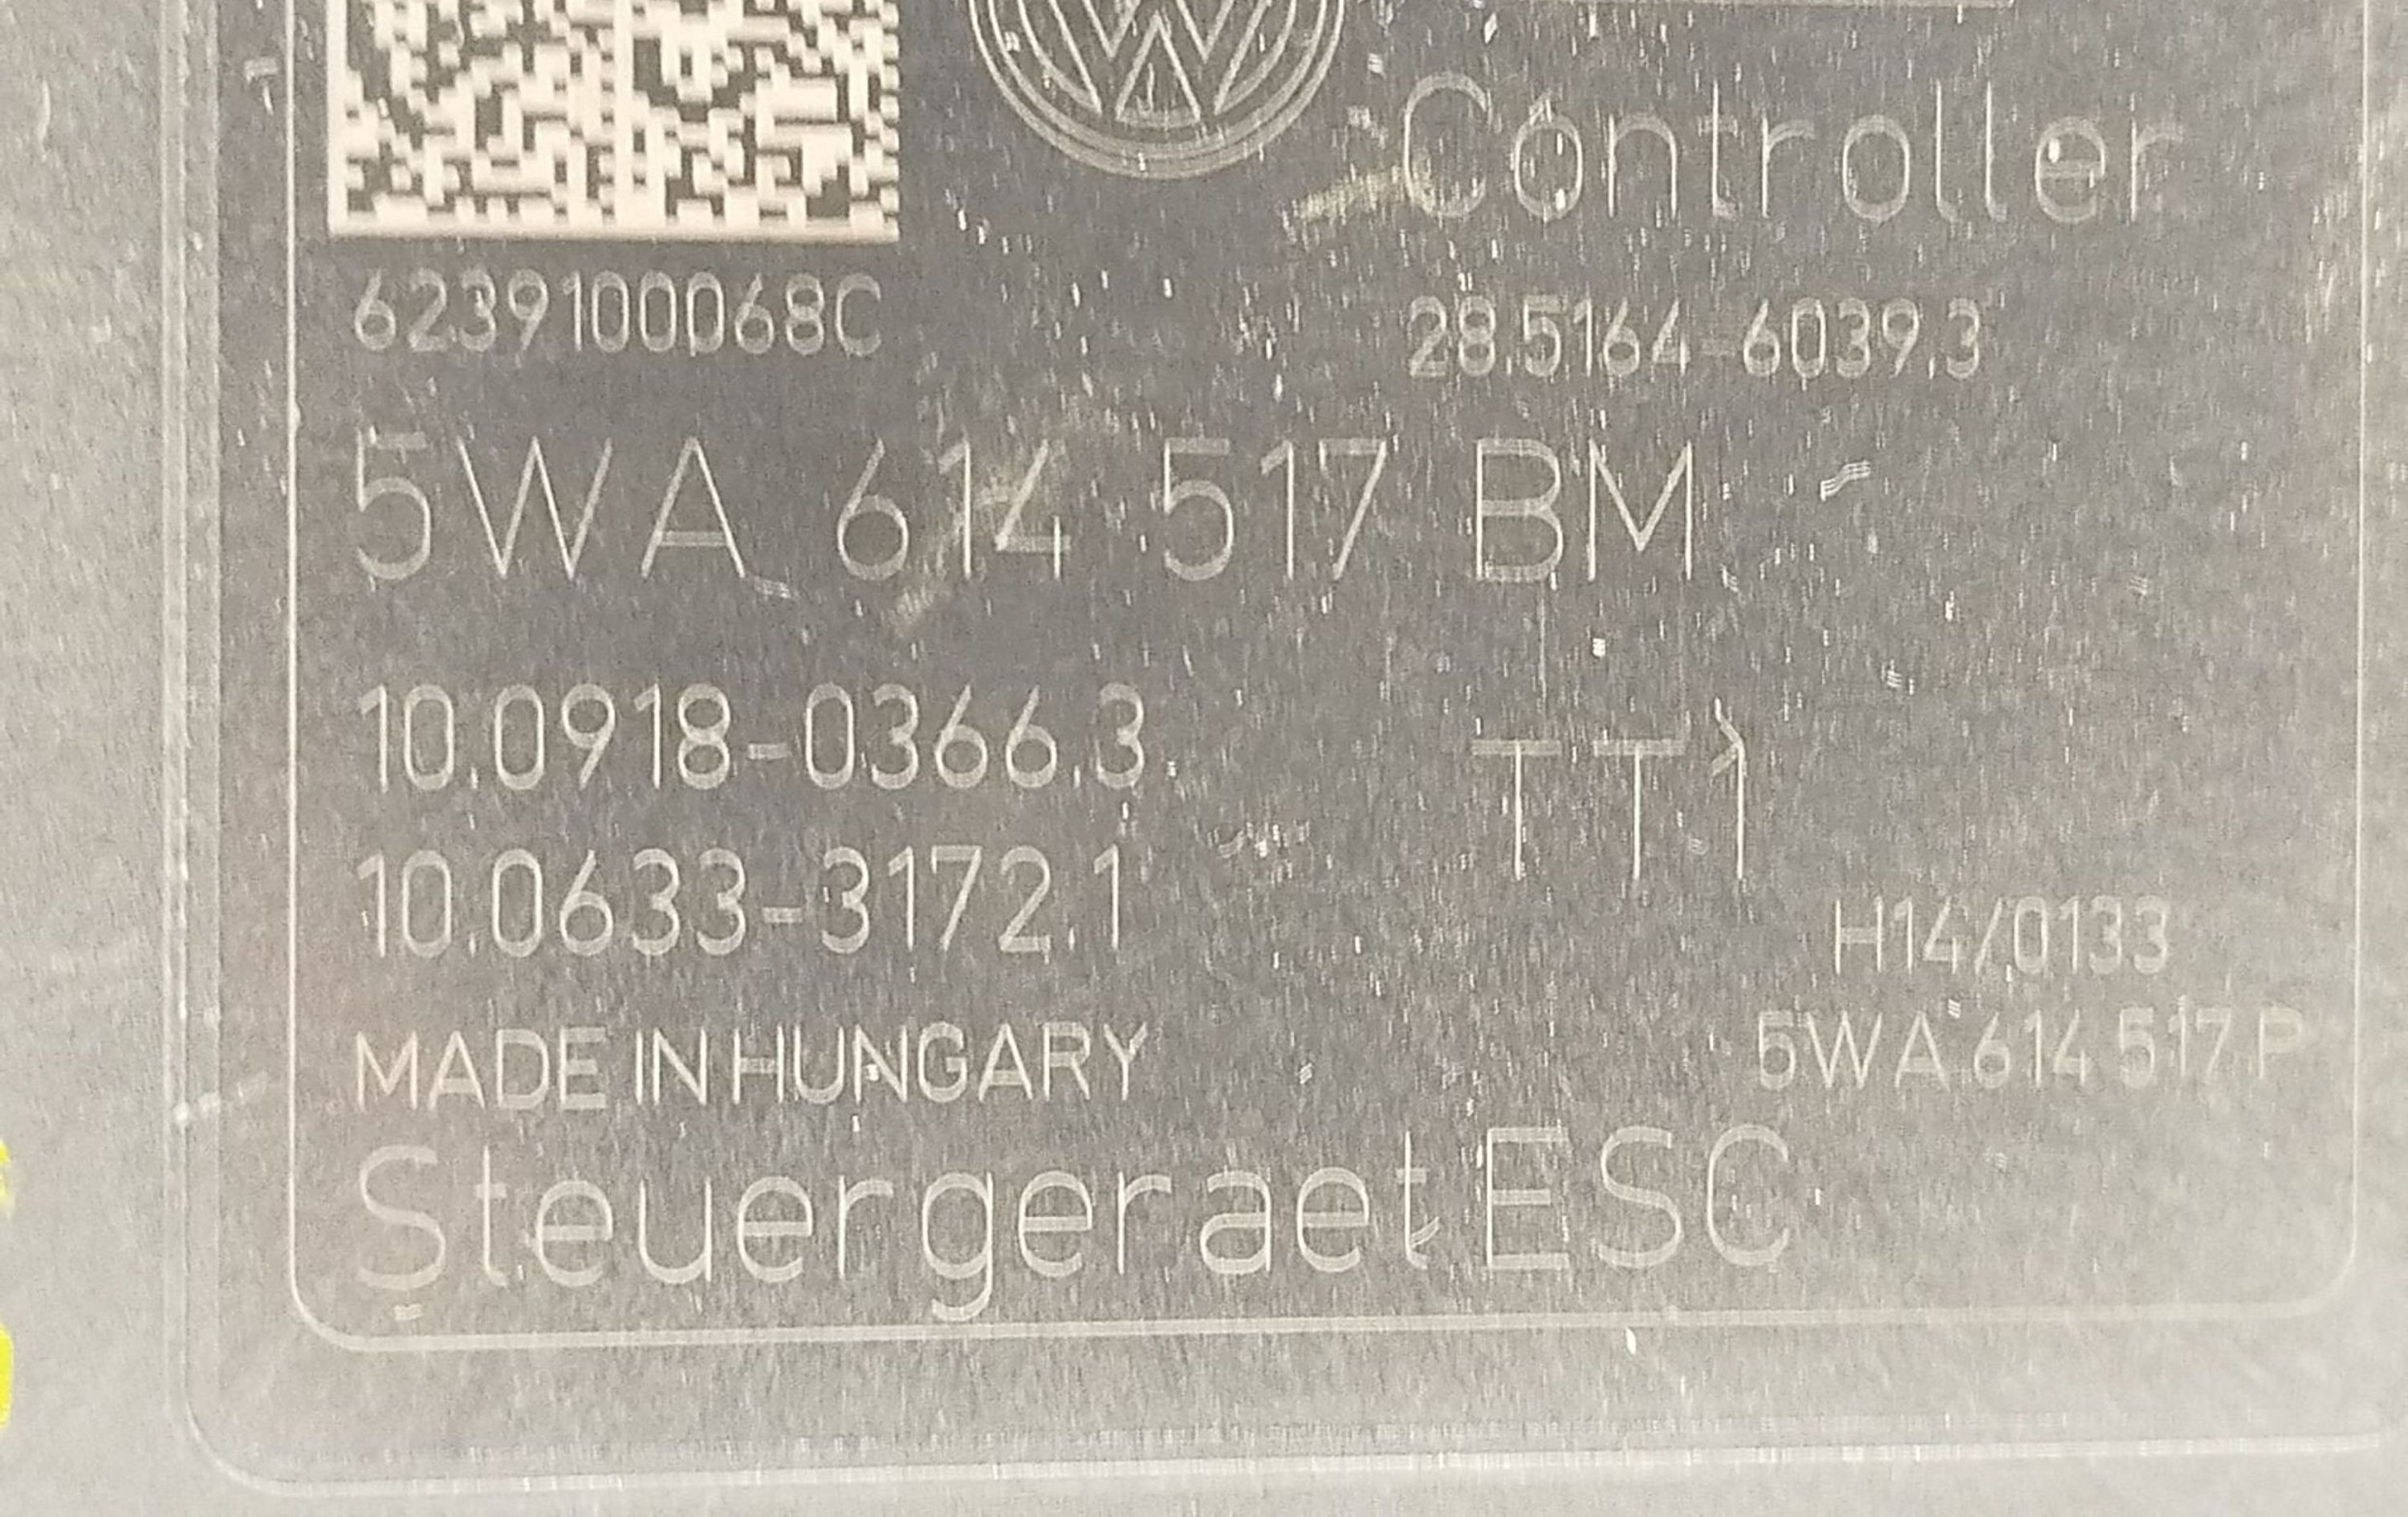 Controller
6239100068C
28.5164-6039.3
5WA 614 517 BM
10.0918-0366.3
TT1
10.0633-3172.1
H14/0133
MADE IN HUNGARY
5WA 614 517 P
Steuergeraet ESC